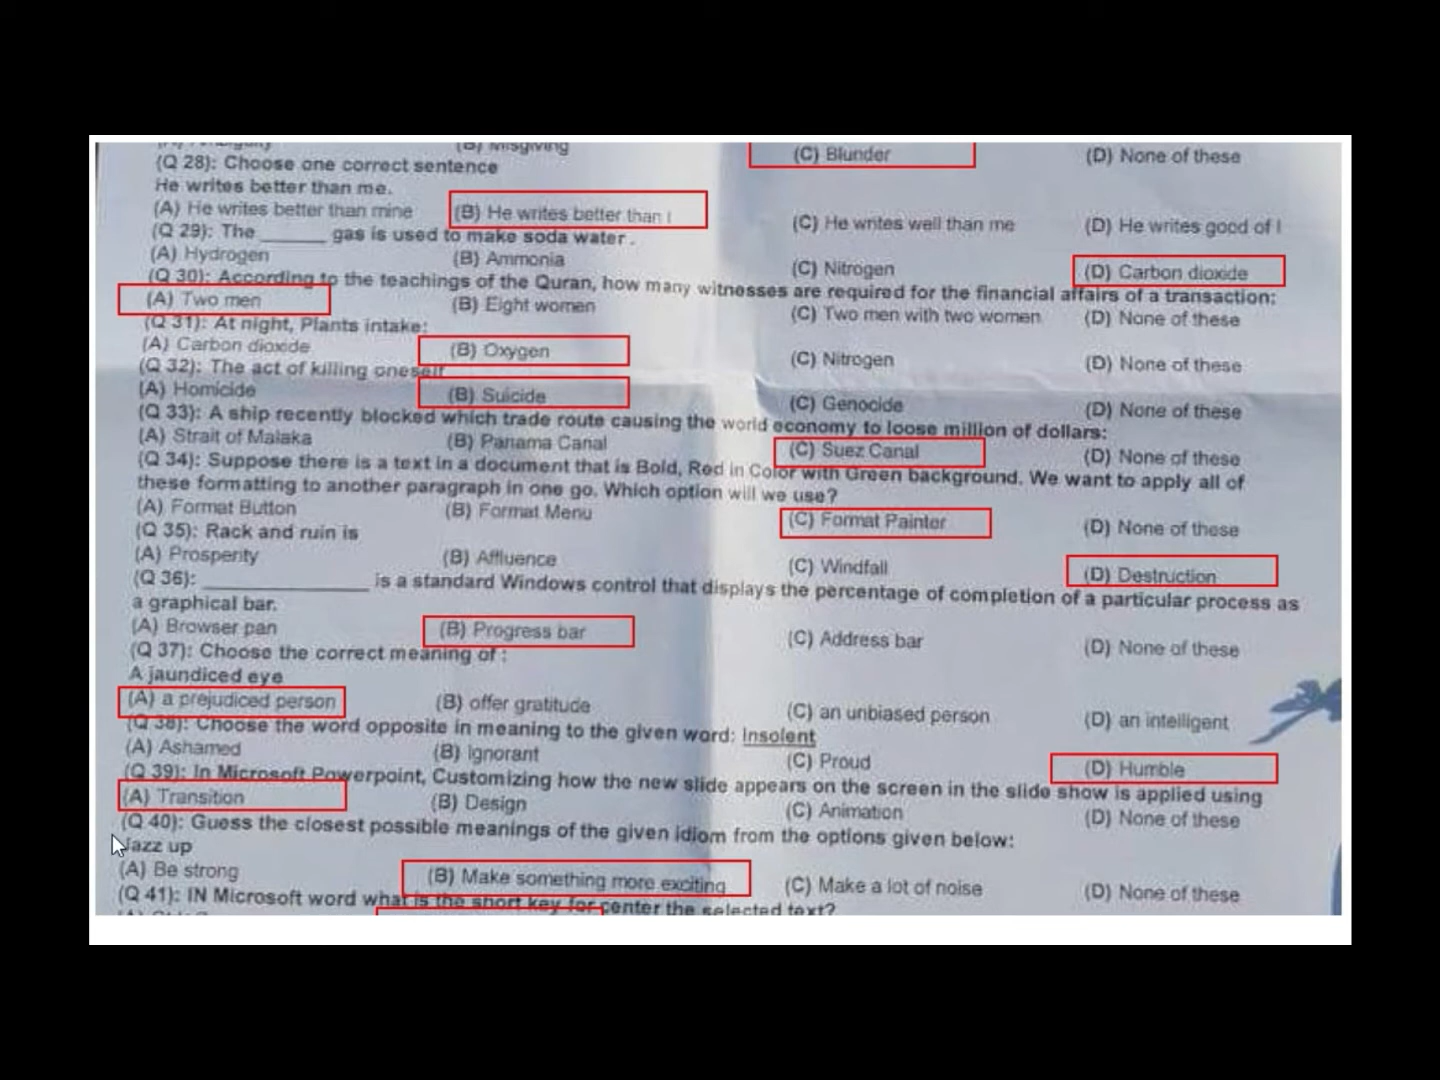 (B) Misgiving
(C) Blunder
(D) None of these
(Q 28): Choose one correct sentence
He writes better than me.
(A) He writes better than mine
(B) He writes better than I
(C) He writes well than me
(D) He writes good of I
(Q 29): The ______ gas is used to make soda water.
(A) Hydrogen
(B) Ammonia
(C) Nitrogen
(D) Carbon dioxide
(Q 30): According to the teachings of the Quran, how many witnesses are required for the financial affairs of a transaction:
(A) Two men
(B) Eight women
(C) Two men with two women
(D) None of these
(Q 31): At night, Plants intake:
(A) Carbon dioxide
(B) Oxygen
(C) Nitrogen
(D) None of these
(Q 32): The act of killing oneself
(A) Homicide
(B) Suicide
(C) Genocide
(D) None of these
(Q 33): A ship recently blocked which trade route causing the world economy to loose million of dollars:
(A) Strait of Malaka
(B) Panama Canal
(C) Suez Canal
(D) None of these
(Q 34): Suppose there is a text in a document that is Bold, Red in Color with Green background. We want to apply all of
these formatting to another paragraph in one go. Which option will we use?
(A) Format Button
(B) Format Menu
(C) Format Painter
(D) None of these
(Q 35): Rack and ruin is
(A) Prosperity
(B) Affluence
(C) Windfall
(D) Destruction
(Q 36): ______________ is a standard Windows control that displays the percentage of completion of a particular process as
a graphical bar.
(A) Browser pan
(B) Progress bar
(C) Address bar
(D) None of these
(Q 37): Choose the correct meaning of :
A jaundiced eye
(A) a prejudiced person
(B) offer gratitude
(C) an unbiased person
(D) an intelligent
(Q 38): Choose the word opposite in meaning to the given word: Insolent
(A) Ashamed
(B) Ignorant
(C) Proud
(D) Humble
(Q 39): In Microsoft Powerpoint, Customizing how the new slide appears on the screen in the slide show is applied using
(A) Transition
(B) Design
(C) Animation
(D) None of these
(Q 40): Guess the closest possible meanings of the given idiom from the options given below:
Jazz up
(A) Be strong
(B) Make something more exciting
(C) Make a lot of noise
(D) None of these
(Q 41): IN Microsoft word what is the short key for center the selected text?